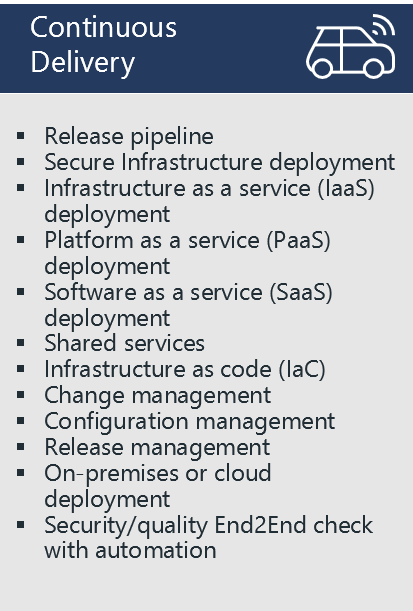 Continuous
Delivery
▪ Release pipeline
▪ Secure Infrastructure deployment
▪ Infrastructure as a service (IaaS)
deployment
▪ Platform as a service (PaaS)
deployment
▪ Software as a service (SaaS)
deployment
▪ Shared services
▪ Infrastructure as code (IaC)
▪ Change management
▪ Configuration management
▪ Release management
▪ On-premises or cloud
deployment
▪ Security/quality End2End check
with automation